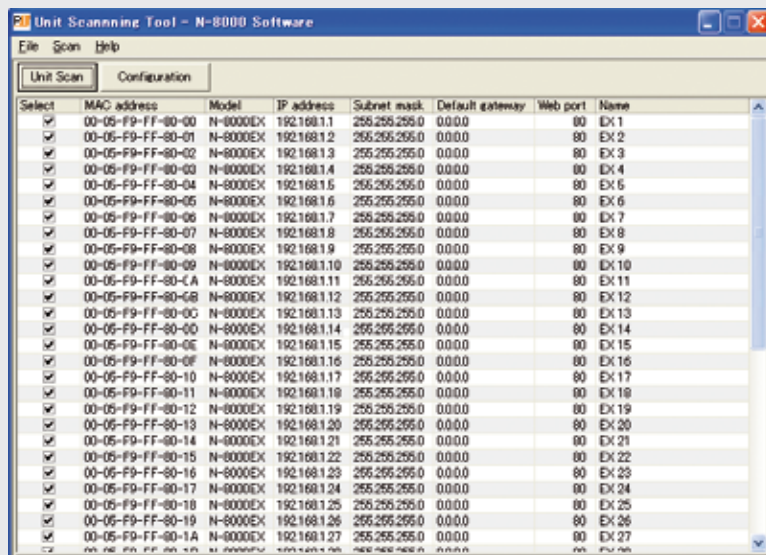 Unit Scannning Tool - N-8000 Software
File Scan Help
Unit Scan Configuration
Select MAC address Model IP address Subnet mask Default gateway Web port Name
00-05-F9-FF-80-00 N-8000EX 192.168.1.1 255.255.255.0 0.0.0.0 80 EX 1
00-05-F9-FF-80-01 N-8000EX 192.168.1.2 255.255.255.0 0.0.0.0 80 EX 2
00-05-F9-FF-80-02 N-8000EX 192.168.1.3 255.255.255.0 0.0.0.0 80 EX 3
00-05-F9-FF-80-03 N-8000EX 192.168.1.4 255.255.255.0 0.0.0.0 80 EX 4
00-05-F9-FF-80-04 N-8000EX 192.168.1.5 255.255.255.0 0.0.0.0 80 EX 5
00-05-F9-FF-80-05 N-8000EX 192.168.1.6 255.255.255.0 0.0.0.0 80 EX 6
00-05-F9-FF-80-06 N-8000EX 192.168.1.7 255.255.255.0 0.0.0.0 80 EX 7
00-05-F9-FF-80-07 N-8000EX 192.168.1.8 255.255.255.0 0.0.0.0 80 EX 8
00-05-F9-FF-80-08 N-8000EX 192.168.1.9 255.255.255.0 0.0.0.0 80 EX 9
00-05-F9-FF-80-09 N-8000EX 192.168.1.10 255.255.255.0 0.0.0.0 80 EX 10
00-05-F9-FF-80-0A N-8000EX 192.168.1.11 255.255.255.0 0.0.0.0 80 EX 11
00-05-F9-FF-80-0B N-8000EX 192.168.1.12 255.255.255.0 0.0.0.0 80 EX 12
00-05-F9-FF-80-0C N-8000EX 192.168.1.13 255.255.255.0 0.0.0.0 80 EX 13
00-05-F9-FF-80-0D N-8000EX 192.168.1.14 255.255.255.0 0.0.0.0 80 EX 14
00-05-F9-FF-80-0E N-8000EX 192.168.1.15 255.255.255.0 0.0.0.0 80 EX 15
00-05-F9-FF-80-0F N-8000EX 192.168.1.16 255.255.255.0 0.0.0.0 80 EX 16
00-05-F9-FF-80-10 N-8000EX 192.168.1.17 255.255.255.0 0.0.0.0 80 EX 17
00-05-F9-FF-80-11 N-8000EX 192.168.1.18 255.255.255.0 0.0.0.0 80 EX 18
00-05-F9-FF-80-12 N-8000EX 192.168.1.19 255.255.255.0 0.0.0.0 80 EX 19
00-05-F9-FF-80-13 N-8000EX 192.168.1.20 255.255.255.0 0.0.0.0 80 EX 20
00-05-F9-FF-80-14 N-8000EX 192.168.1.21 255.255.255.0 0.0.0.0 80 EX 21
00-05-F9-FF-80-15 N-8000EX 192.168.1.22 255.255.255.0 0.0.0.0 80 EX 22
00-05-F9-FF-80-16 N-8000EX 192.168.1.23 255.255.255.0 0.0.0.0 80 EX 23
00-05-F9-FF-80-17 N-8000EX 192.168.1.24 255.255.255.0 0.0.0.0 80 EX 24
00-05-F9-FF-80-18 N-8000EX 192.168.1.25 255.255.255.0 0.0.0.0 80 EX 25
00-05-F9-FF-80-19 N-8000EX 192.168.1.26 255.255.255.0 0.0.0.0 80 EX 26
00-05-F9-FF-80-1A N-8000EX 192.168.1.27 255.255.255.0 0.0.0.0 80 EX 27